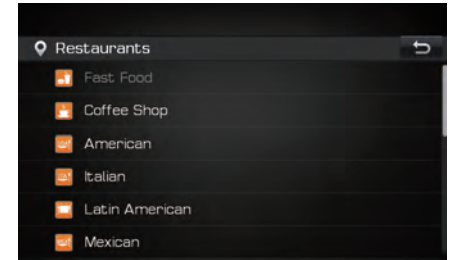 Restaurants
Fast Food
Coffee Shop
American
Italian
Latin American
Mexican